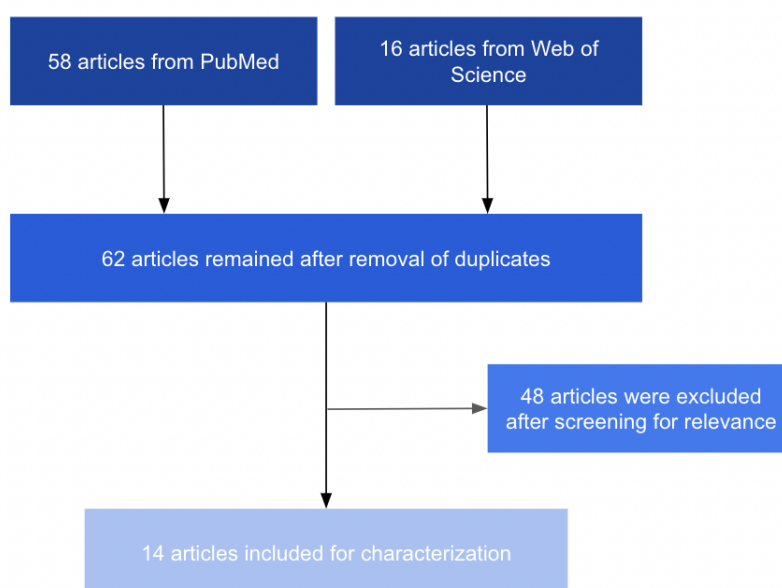 58 articles from PubMed
16 articles from Web of
Science
62 articles remained after removal of duplicates
48 articles were excluded
after screening for relevance
14 articles included for characterization